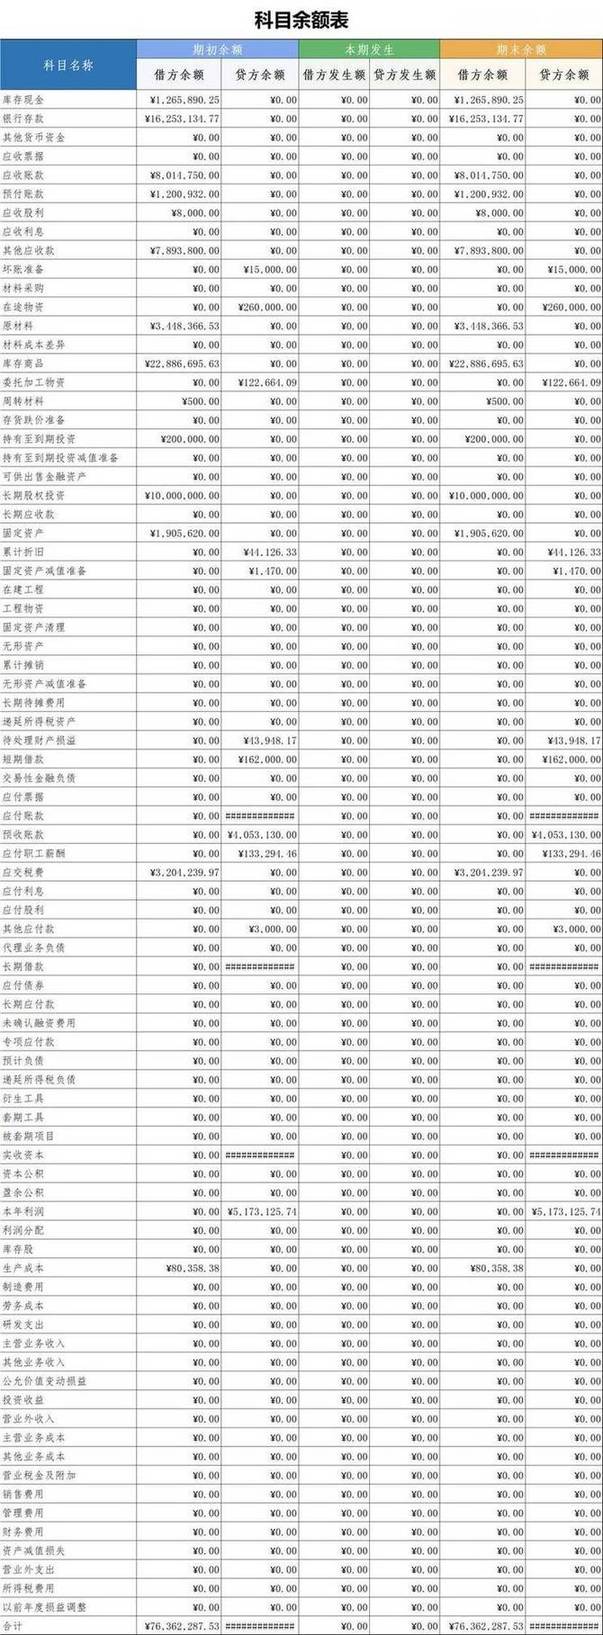 科目余额表
科目名称 期初余额 本期发生 期末余额
借方余额 贷方余额 借方发生额 贷方发生额 借方余额 贷方余额
库存现金 ¥1,265,890.25 ¥0.00 ¥0.00 ¥0.00 ¥1,265,890.25 ¥0.00
银行存款 ¥16,253,134.77 ¥0.00 ¥0.00 ¥0.00 ¥16,253,134.77 ¥0.00
其他货币资金 ¥0.00 ¥0.00 ¥0.00 ¥0.00 ¥0.00 ¥0.00
应收票据 ¥0.00 ¥0.00 ¥0.00 ¥0.00 ¥0.00 ¥0.00
应收账款 ¥8,014,750.00 ¥0.00 ¥0.00 ¥0.00 ¥8,014,750.00 ¥0.00
预付账款 ¥1,200,932.00 ¥0.00 ¥0.00 ¥0.00 ¥1,200,932.00 ¥0.00
应收股利 ¥8,000.00 ¥0.00 ¥0.00 ¥0.00 ¥8,000.00 ¥0.00
应收利息 ¥0.00 ¥0.00 ¥0.00 ¥0.00 ¥0.00 ¥0.00
其他应收款 ¥7,893,800.00 ¥0.00 ¥0.00 ¥0.00 ¥7,893,800.00 ¥0.00
坏账准备 ¥0.00 ¥15,000.00 ¥0.00 ¥0.00 ¥0.00 ¥15,000.00
材料采购 ¥0.00 ¥0.00 ¥0.00 ¥0.00 ¥0.00 ¥0.00
在途物资 ¥0.00 ¥260,000.00 ¥0.00 ¥0.00 ¥0.00 ¥260,000.00
原材料 ¥3,448,366.53 ¥0.00 ¥0.00 ¥0.00 ¥3,448,366.53 ¥0.00
材料成本差异 ¥0.00 ¥0.00 ¥0.00 ¥0.00 ¥0.00 ¥0.00
库存商品 ¥22,886,695.63 ¥0.00 ¥0.00 ¥0.00 ¥22,886,695.63 ¥0.00
委托加工物资 ¥0.00 ¥122,664.09 ¥0.00 ¥0.00 ¥0.00 ¥122,664.09
周转材料 ¥500.00 ¥0.00 ¥0.00 ¥0.00 ¥500.00 ¥0.00
存货跌价准备 ¥0.00 ¥0.00 ¥0.00 ¥0.00 ¥0.00 ¥0.00
持有至到期投资 ¥200,000.00 ¥0.00 ¥0.00 ¥0.00 ¥200,000.00 ¥0.00
持有至到期投资减值准备 ¥0.00 ¥0.00 ¥0.00 ¥0.00 ¥0.00 ¥0.00
可供出售金融资产 ¥0.00 ¥0.00 ¥0.00 ¥0.00 ¥0.00 ¥0.00
长期股权投资 ¥10,000,000.00 ¥0.00 ¥0.00 ¥0.00 ¥10,000,000.00 ¥0.00
长期应收款 ¥0.00 ¥0.00 ¥0.00 ¥0.00 ¥0.00 ¥0.00
固定资产 ¥1,905,620.00 ¥0.00 ¥0.00 ¥0.00 ¥1,905,620.00 ¥0.00
累计折旧 ¥0.00 ¥44,126.33 ¥0.00 ¥0.00 ¥0.00 ¥44,126.33
固定资产减值准备 ¥0.00 ¥1,470.00 ¥0.00 ¥0.00 ¥0.00 ¥1,470.00
在建工程 ¥0.00 ¥0.00 ¥0.00 ¥0.00 ¥0.00 ¥0.00
工程物资 ¥0.00 ¥0.00 ¥0.00 ¥0.00 ¥0.00 ¥0.00
固定资产清理 ¥0.00 ¥0.00 ¥0.00 ¥0.00 ¥0.00 ¥0.00
无形资产 ¥0.00 ¥0.00 ¥0.00 ¥0.00 ¥0.00 ¥0.00
累计摊销 ¥0.00 ¥0.00 ¥0.00 ¥0.00 ¥0.00 ¥0.00
无形资产减值准备 ¥0.00 ¥0.00 ¥0.00 ¥0.00 ¥0.00 ¥0.00
长期待摊费用 ¥0.00 ¥0.00 ¥0.00 ¥0.00 ¥0.00 ¥0.00
递延所得税资产 ¥0.00 ¥0.00 ¥0.00 ¥0.00 ¥0.00 ¥0.00
待处理财产损溢 ¥0.00 ¥43,948.17 ¥0.00 ¥0.00 ¥0.00 ¥43,948.17
短期借款 ¥0.00 ¥162,000.00 ¥0.00 ¥0.00 ¥0.00 ¥162,000.00
交易性金融负债 ¥0.00 ¥0.00 ¥0.00 ¥0.00 ¥0.00 ¥0.00
应付票据 ¥0.00 ¥0.00 ¥0.00 ¥0.00 ¥0.00 ¥0.00
应付账款 ¥0.00 ############# ¥0.00 ¥0.00 ¥0.00 #############
预收账款 ¥0.00 ¥4,053,130.00 ¥0.00 ¥0.00 ¥0.00 ¥4,053,130.00
应付职工薪酬 ¥0.00 ¥133,294.46 ¥0.00 ¥0.00 ¥0.00 ¥133,294.46
应交税费 ¥3,204,239.97 ¥0.00 ¥0.00 ¥0.00 ¥3,204,239.97 ¥0.00
应付利息 ¥0.00 ¥0.00 ¥0.00 ¥0.00 ¥0.00 ¥0.00
应付股利 ¥0.00 ¥0.00 ¥0.00 ¥0.00 ¥0.00 ¥0.00
其他应付款 ¥0.00 ¥3,000.00 ¥0.00 ¥0.00 ¥0.00 ¥3,000.00
代理业务负债 ¥0.00 ¥0.00 ¥0.00 ¥0.00 ¥0.00 ¥0.00
长期借款 ¥0.00 ############# ¥0.00 ¥0.00 ¥0.00 #############
应付债券 ¥0.00 ¥0.00 ¥0.00 ¥0.00 ¥0.00 ¥0.00
长期应付款 ¥0.00 ¥0.00 ¥0.00 ¥0.00 ¥0.00 ¥0.00
未确认融资费用 ¥0.00 ¥0.00 ¥0.00 ¥0.00 ¥0.00 ¥0.00
专项应付款 ¥0.00 ¥0.00 ¥0.00 ¥0.00 ¥0.00 ¥0.00
预计负债 ¥0.00 ¥0.00 ¥0.00 ¥0.00 ¥0.00 ¥0.00
递延所得税负债 ¥0.00 ¥0.00 ¥0.00 ¥0.00 ¥0.00 ¥0.00
衍生工具 ¥0.00 ¥0.00 ¥0.00 ¥0.00 ¥0.00 ¥0.00
套期工具 ¥0.00 ¥0.00 ¥0.00 ¥0.00 ¥0.00 ¥0.00
被套期项目 ¥0.00 ¥0.00 ¥0.00 ¥0.00 ¥0.00 ¥0.00
实收资本 ¥0.00 ############# ¥0.00 ¥0.00 ¥0.00 #############
资本公积 ¥0.00 ¥0.00 ¥0.00 ¥0.00 ¥0.00 ¥0.00
盈余公积 ¥0.00 ¥0.00 ¥0.00 ¥0.00 ¥0.00 ¥0.00
本年利润 ¥0.00 ¥5,173,125.74 ¥0.00 ¥0.00 ¥0.00 ¥5,173,125.74
利润分配 ¥0.00 ¥0.00 ¥0.00 ¥0.00 ¥0.00 ¥0.00
库存股 ¥0.00 ¥0.00 ¥0.00 ¥0.00 ¥0.00 ¥0.00
生产成本 ¥80,358.38 ¥0.00 ¥0.00 ¥0.00 ¥80,358.38 ¥0.00
制造费用 ¥0.00 ¥0.00 ¥0.00 ¥0.00 ¥0.00 ¥0.00
劳务成本 ¥0.00 ¥0.00 ¥0.00 ¥0.00 ¥0.00 ¥0.00
研发支出 ¥0.00 ¥0.00 ¥0.00 ¥0.00 ¥0.00 ¥0.00
主营业务收入 ¥0.00 ¥0.00 ¥0.00 ¥0.00 ¥0.00 ¥0.00
其他业务收入 ¥0.00 ¥0.00 ¥0.00 ¥0.00 ¥0.00 ¥0.00
公允价值变动损益 ¥0.00 ¥0.00 ¥0.00 ¥0.00 ¥0.00 ¥0.00
投资收益 ¥0.00 ¥0.00 ¥0.00 ¥0.00 ¥0.00 ¥0.00
营业外收入 ¥0.00 ¥0.00 ¥0.00 ¥0.00 ¥0.00 ¥0.00
主营业务成本 ¥0.00 ¥0.00 ¥0.00 ¥0.00 ¥0.00 ¥0.00
其他业务成本 ¥0.00 ¥0.00 ¥0.00 ¥0.00 ¥0.00 ¥0.00
营业税金及附加 ¥0.00 ¥0.00 ¥0.00 ¥0.00 ¥0.00 ¥0.00
销售费用 ¥0.00 ¥0.00 ¥0.00 ¥0.00 ¥0.00 ¥0.00
管理费用 ¥0.00 ¥0.00 ¥0.00 ¥0.00 ¥0.00 ¥0.00
财务费用 ¥0.00 ¥0.00 ¥0.00 ¥0.00 ¥0.00 ¥0.00
资产减值损失 ¥0.00 ¥0.00 ¥0.00 ¥0.00 ¥0.00 ¥0.00
营业外支出 ¥0.00 ¥0.00 ¥0.00 ¥0.00 ¥0.00 ¥0.00
所得税费用 ¥0.00 ¥0.00 ¥0.00 ¥0.00 ¥0.00 ¥0.00
以前年度损益调整 ¥0.00 ¥0.00 ¥0.00 ¥0.00 ¥0.00 ¥0.00
合计 ¥76,362,287.53 ############# ¥0.00 ¥0.00 ¥76,362,287.53 #############